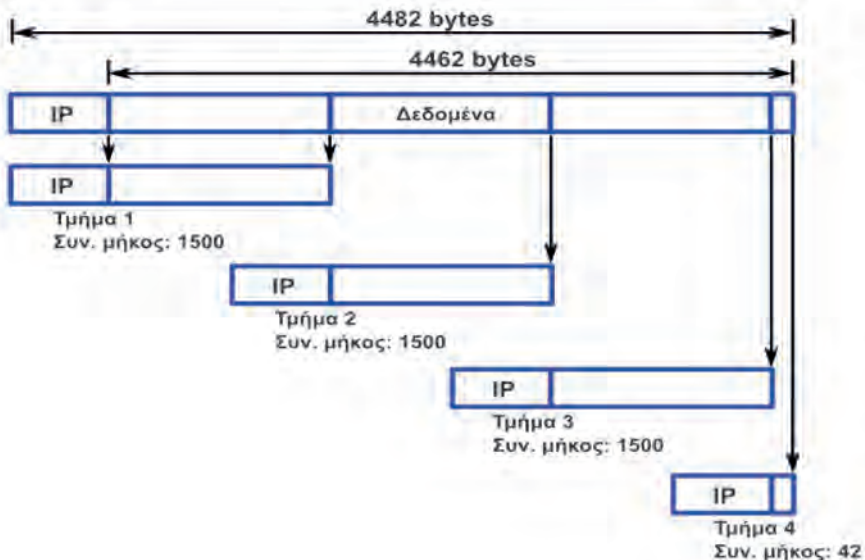 4482 bytes
4462 bytes
IP Δεδομένα
IP
Τμήμα 1
Συν. μήκος: 1500
IP
Τμήμα 2
Συν. μήκος: 1500
IP
Τμήμα 3
Συν. μήκος: 1500
IP
Τμήμα 4
Συν. μήκος: 42